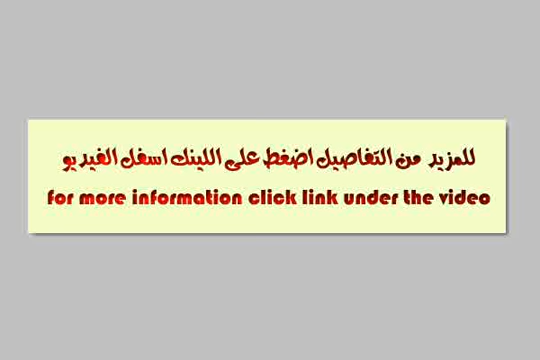 للمزيد من التفاصيل اضغط على اللينك اسفل الفيديو
for more information click link under the video